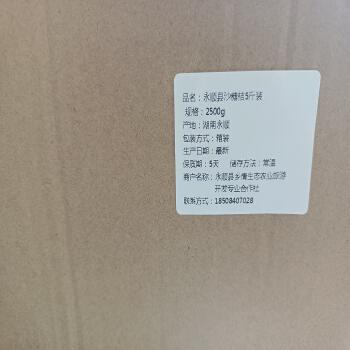 品名：永顺县沙糖桔5斤装
规格：2500g
产地：湖南永顺
包装方式：箱装
生产日期：最新
保质期：5天 储存方法：常温
商户名称：永顺县乡情生态农业旅游
开发专业合作社
联系方式：18508407028